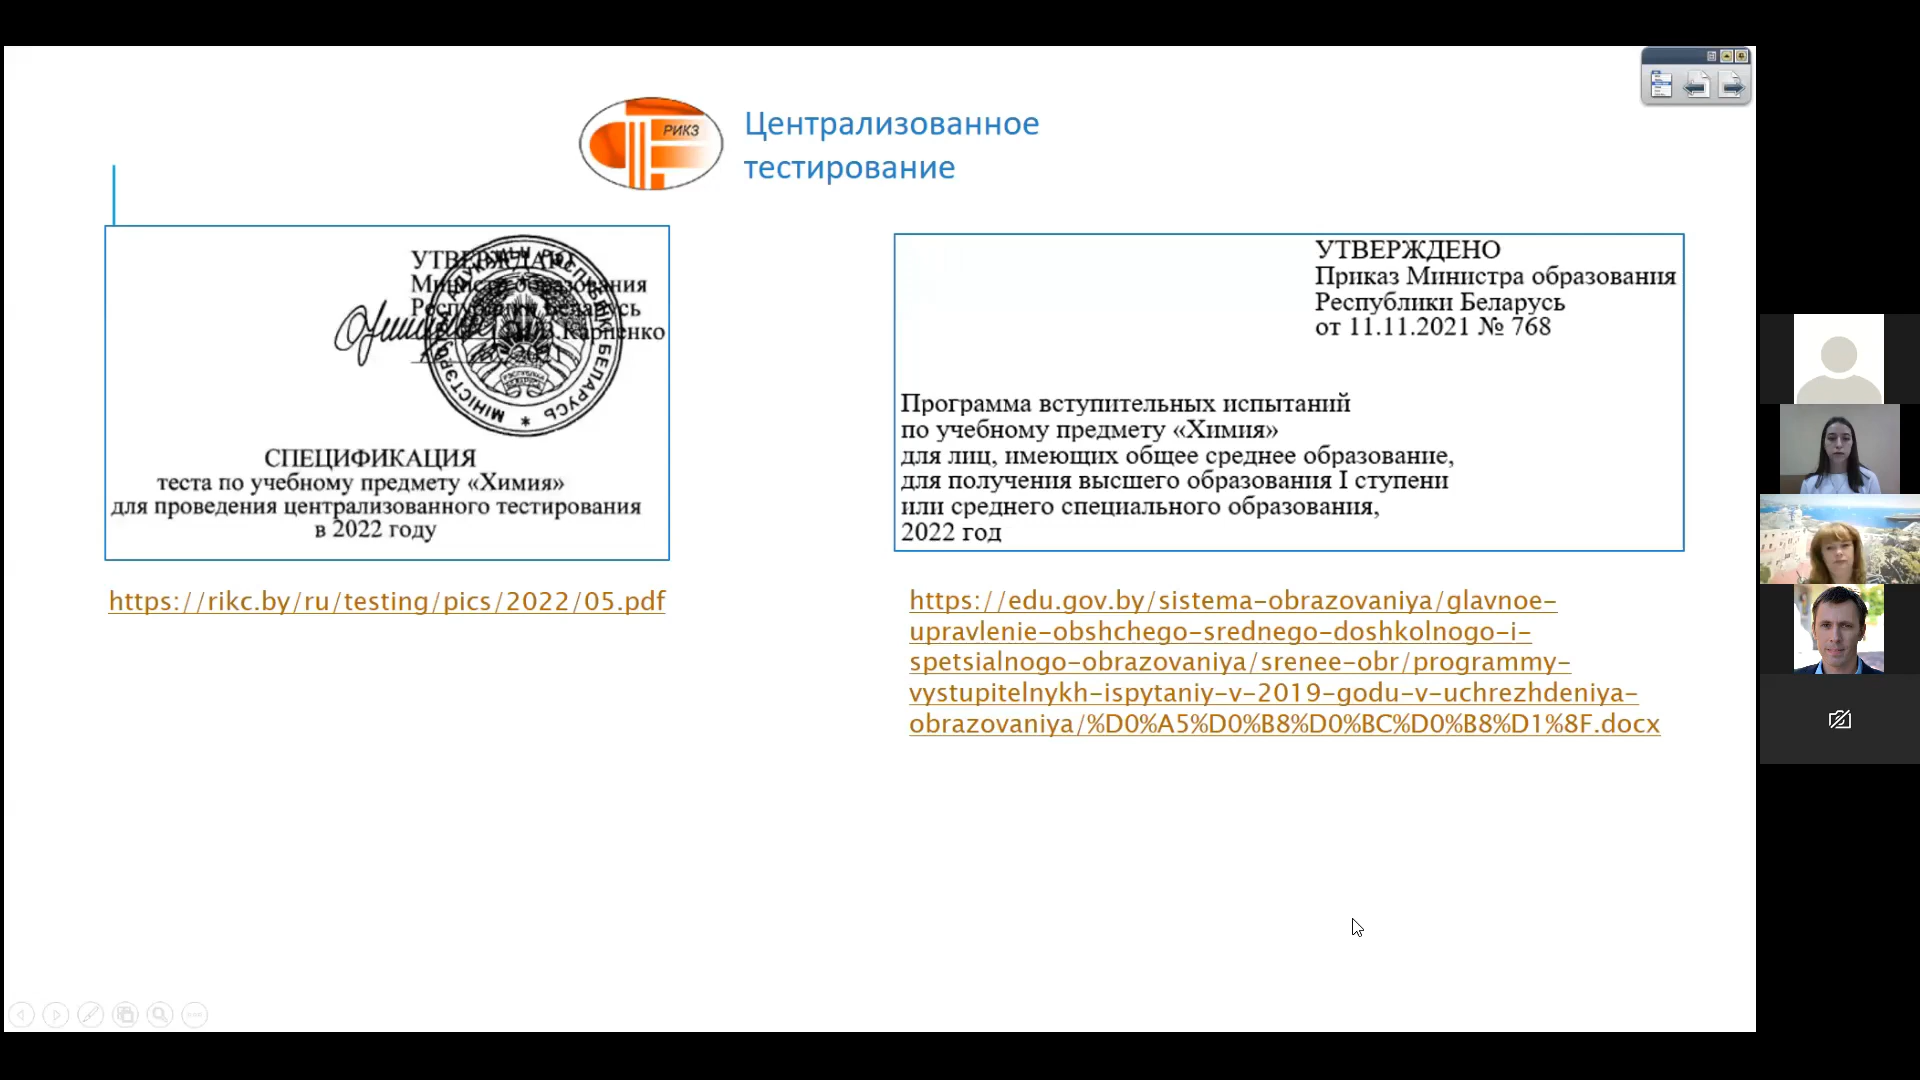 РИКЗ
Централизованное
тестирование
УТВЕРЖДАЮ
Министр образования
Республики Беларусь
И.В.Карпенко
2021
СПЕЦИФИКАЦИЯ
теста по учебному предмету «Химия»
для проведения централизованного тестирования
в 2022 году
https://rikc.by/ru/testing/pics/2022/05.pdf
УТВЕРЖДЕНО
Приказ Министра образования
Республики Беларусь
от 11.11.2021 № 768
Программа вступительных испытаний
по учебному предмету «Химия»
для лиц, имеющих общее среднее образование,
для получения высшего образования I ступени
или среднего специального образования,
2022 год
https://edu.gov.by/sistema-obrazovaniya/glavnoe-
upravlenie-obshchego-srednego-doshkolnogo-i-
spetsialnogo-obrazovaniya/srenee-obr/programmy-
vystupitelnykh-ispytaniy-v-2019-godu-v-uchrezhdeniya-
obrazovaniya/%D0%A5%D0%B8%D0%BC%D0%B8%D1%8F.docx